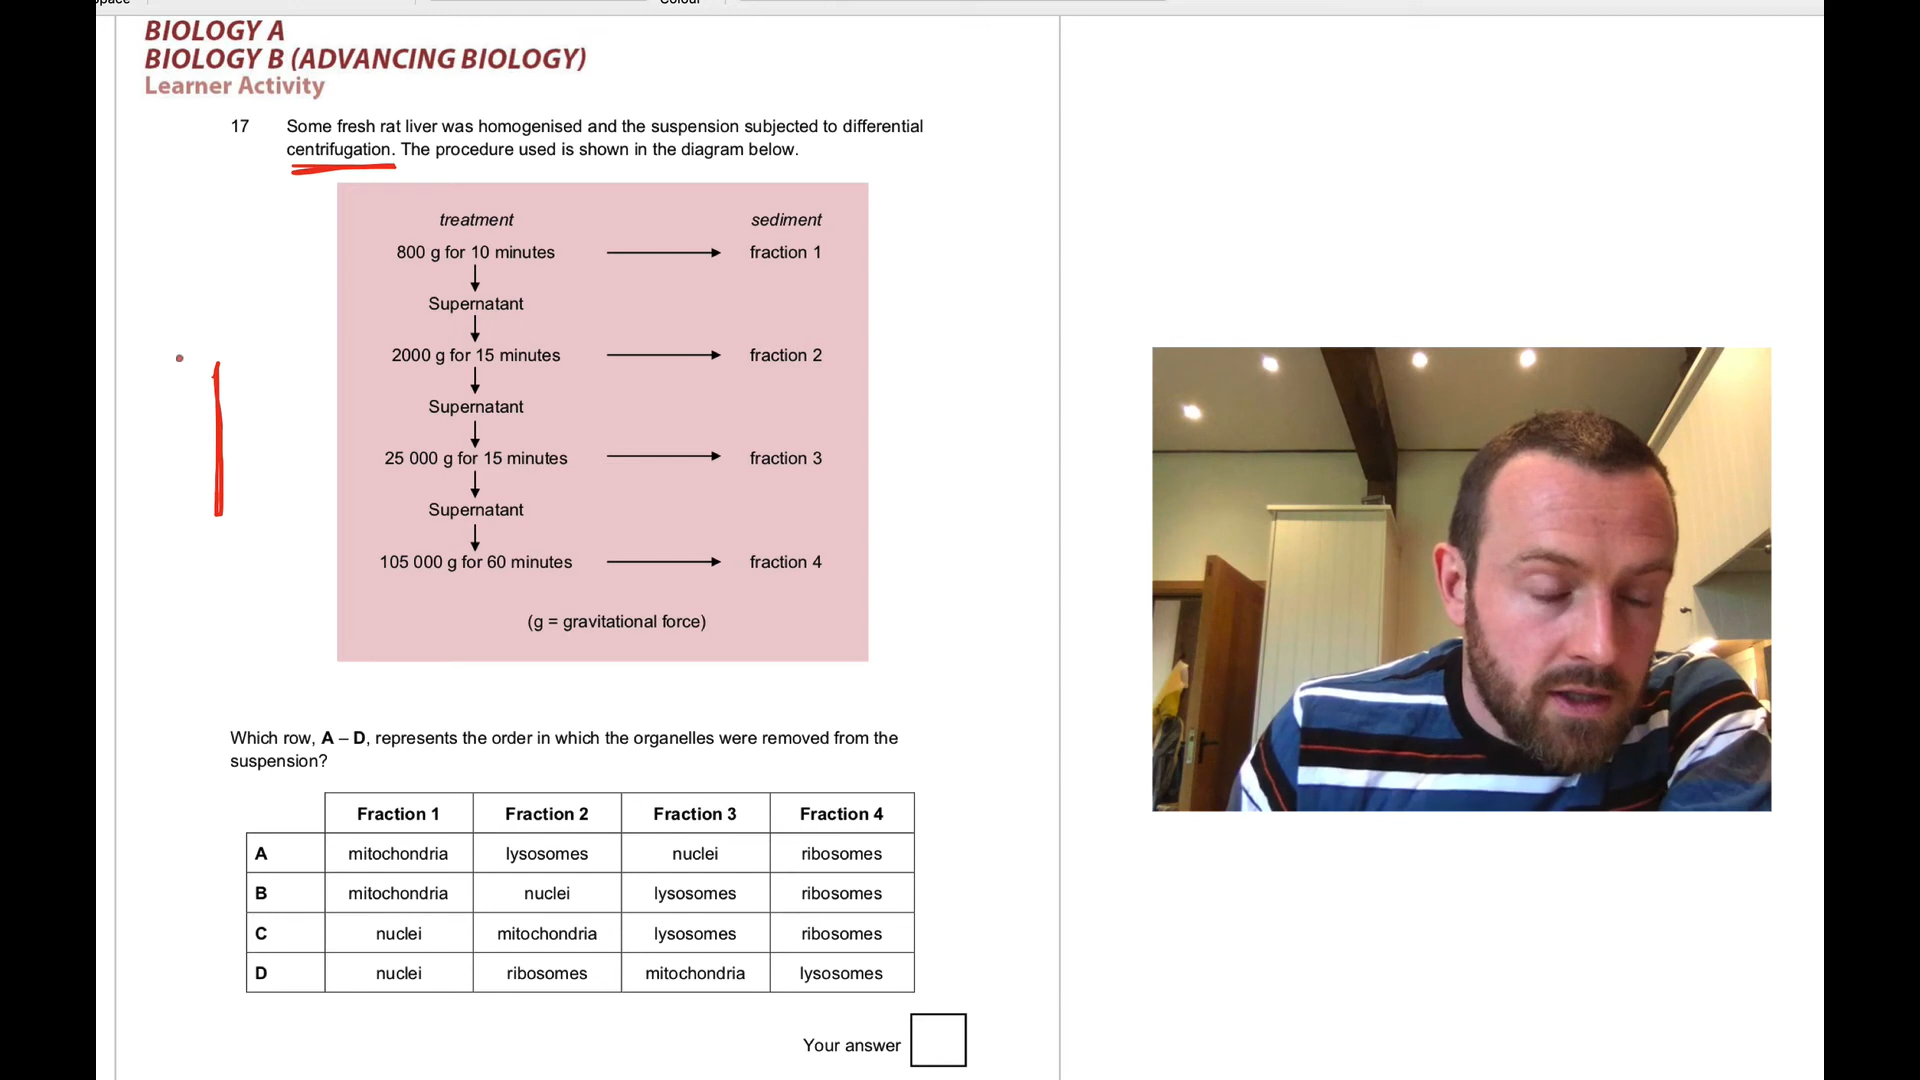 BIOLOGY A
BIOLOGY B (ADVANCING BIOLOGY)
Learner Activity
17 Some fresh rat liver was homogenised and the suspension subjected to differential
centrifugation. The procedure used is shown in the diagram below.
treatment sediment
800 g for 10 minutes fraction 1
Supernatant
2000 g for 15 minutes fraction 2
Supernatant
25 000 g for 15 minutes fraction 3
Supernatant
105 000 g for 60 minutes fraction 4
(g = gravitational force)
Which row, A – D, represents the order in which the organelles were removed from the
suspension?
Fraction 1 Fraction 2 Fraction 3 Fraction 4
A mitochondria lysosomes nuclei ribosomes
B mitochondria nuclei lysosomes ribosomes
C nuclei mitochondria lysosomes ribosomes
D nuclei ribosomes mitochondria lysosomes
Your answer